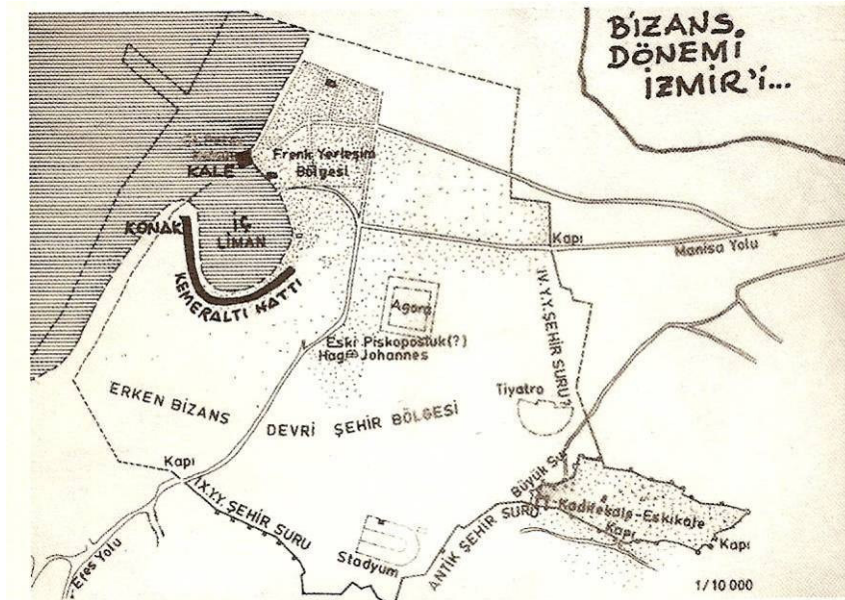 BİZANS
DÖNEMİ
İZMİR'İ...
Frenk Yerleşim
Bölgesi
KALE
KONAK
İÇ
LİMAN
KEMERALTI HATTI
Kapı
Manisa Yolu
Agora
IV.Y.Y.ŞEHİR SURU?
Eski Piskopostuk(?)
Hag Johannes
Tiyatro
ERKEN BİZANS
DEVRİ ŞEHİR BÖLGESİ
Kapı
Büyük Su
Kadifekale-Eskikale
Kapı
Kapı
IX.Y.Y ŞEHİR SURU
ANTİK ŞEHİR SURU
Stadyum
Efes Yolu
1/10 000